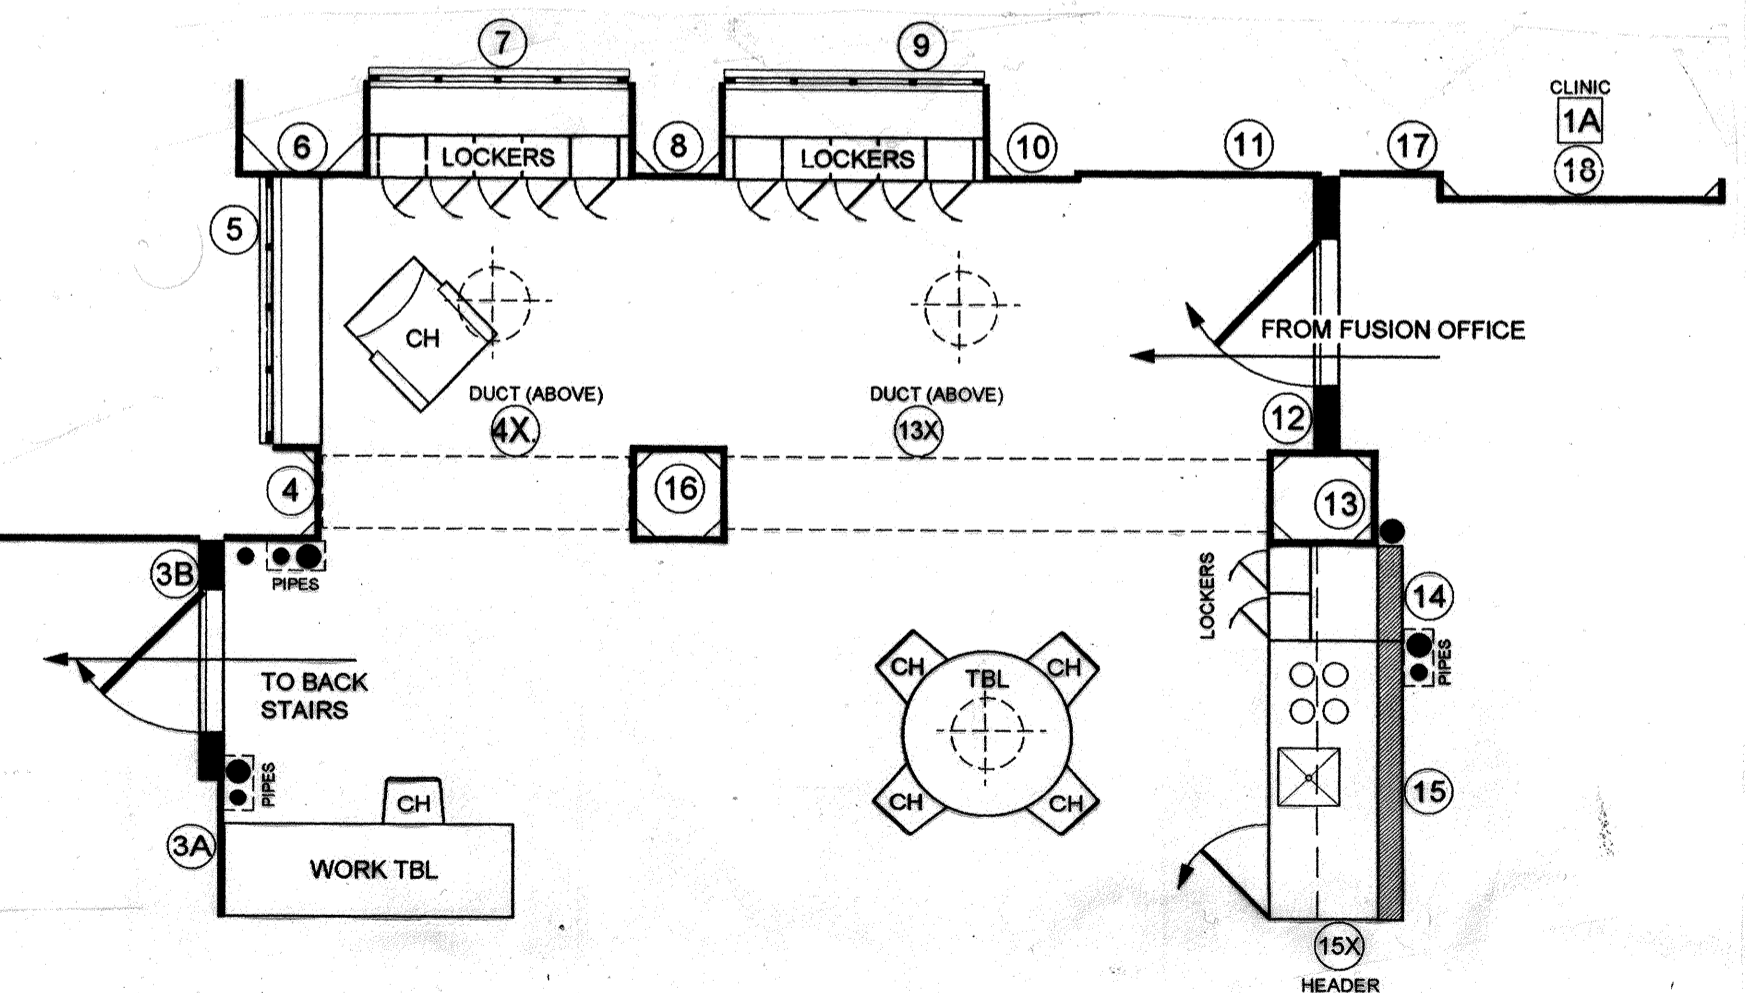 7
9
CLINIC
1A
6
LOCKERS
8
LOCKERS
10
11
17
18
5
CH
FROM FUSION OFFICE
DUCT (ABOVE)
4X.
DUCT (ABOVE)
13X
12
4
16
13
3B
PIPES
LOCKERS
14
PIPES
TO BACK
STAIRS
CH
CH
TBL
CH
CH
PIPES
CH
15
3A
WORK TBL
15X
HEADER